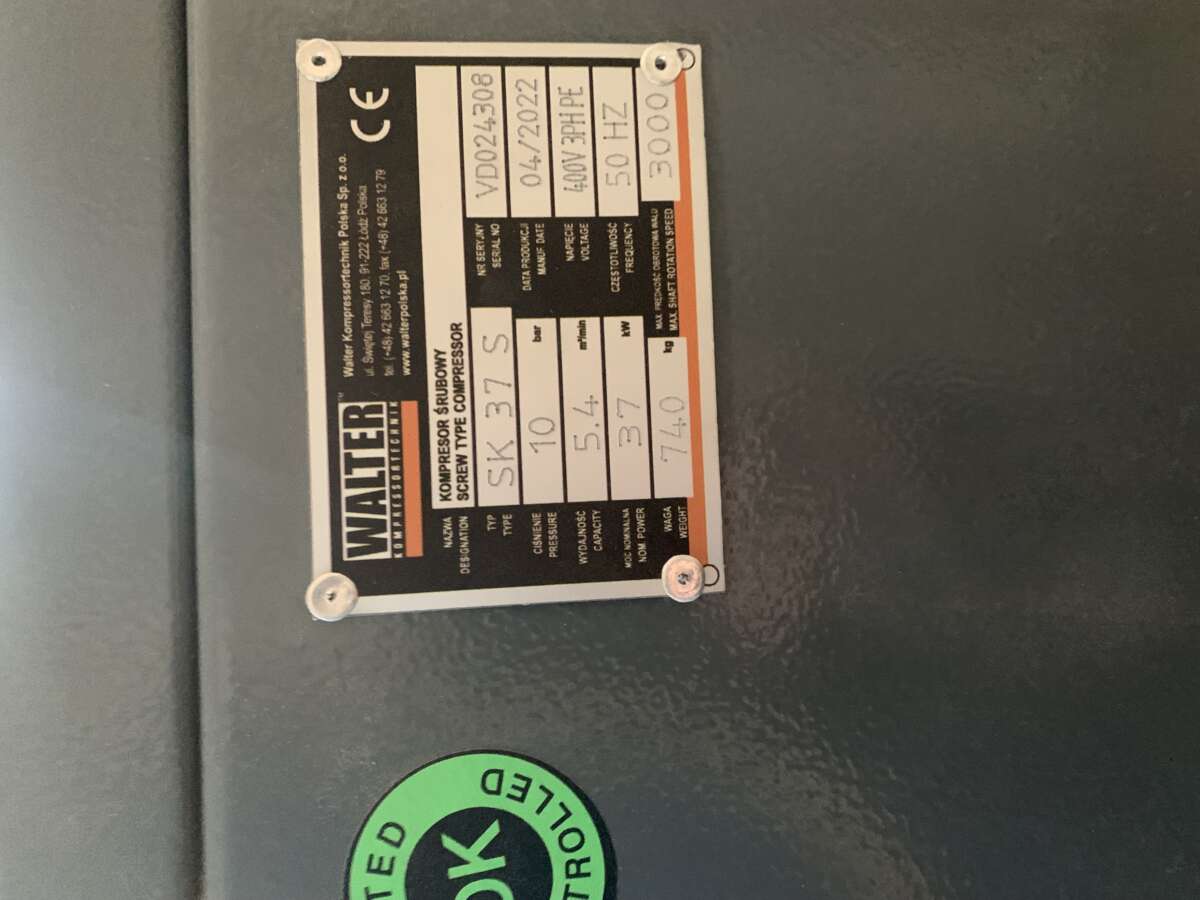 WALTER
KOMPRESSORTECHNIK
Walter Kompressortechnik Polska Sp. z o.o.
ul. Świętej Teresy 180, 91-222 Łódź Polska
tel. (+48) 42 663 12 70, fax (+48) 42 663 12 79
www.walterpolska.pl
CE
NAZWA KOMPRESOR ŚRUBOWY
DESIGNATION SCREW TYPE COMPRESSOR
TYP
TYPE
SK 37 S
NR SERYJNY
SERIAL NO
VD024308
CIŚNIENIE
PRESSURE
10 bar
DATA PRODUKCJI
MANUF DATE
04/2022
WYDAJNOŚĆ
CAPACITY
5.4 m³/min
NAPIĘCIE
VOLTAGE
400V 3PH PE
MOC NOMINALNA
NOM. POWER
37 kW
CZĘSTOTLIWOŚĆ
FREQUENCY
50 HZ
WAGA
WEIGHT
740 kg
MAX. PRĘDKOŚĆ OBROTOWA WAŁU
MAX. SHAFT ROTATION SPEED
3000
OK